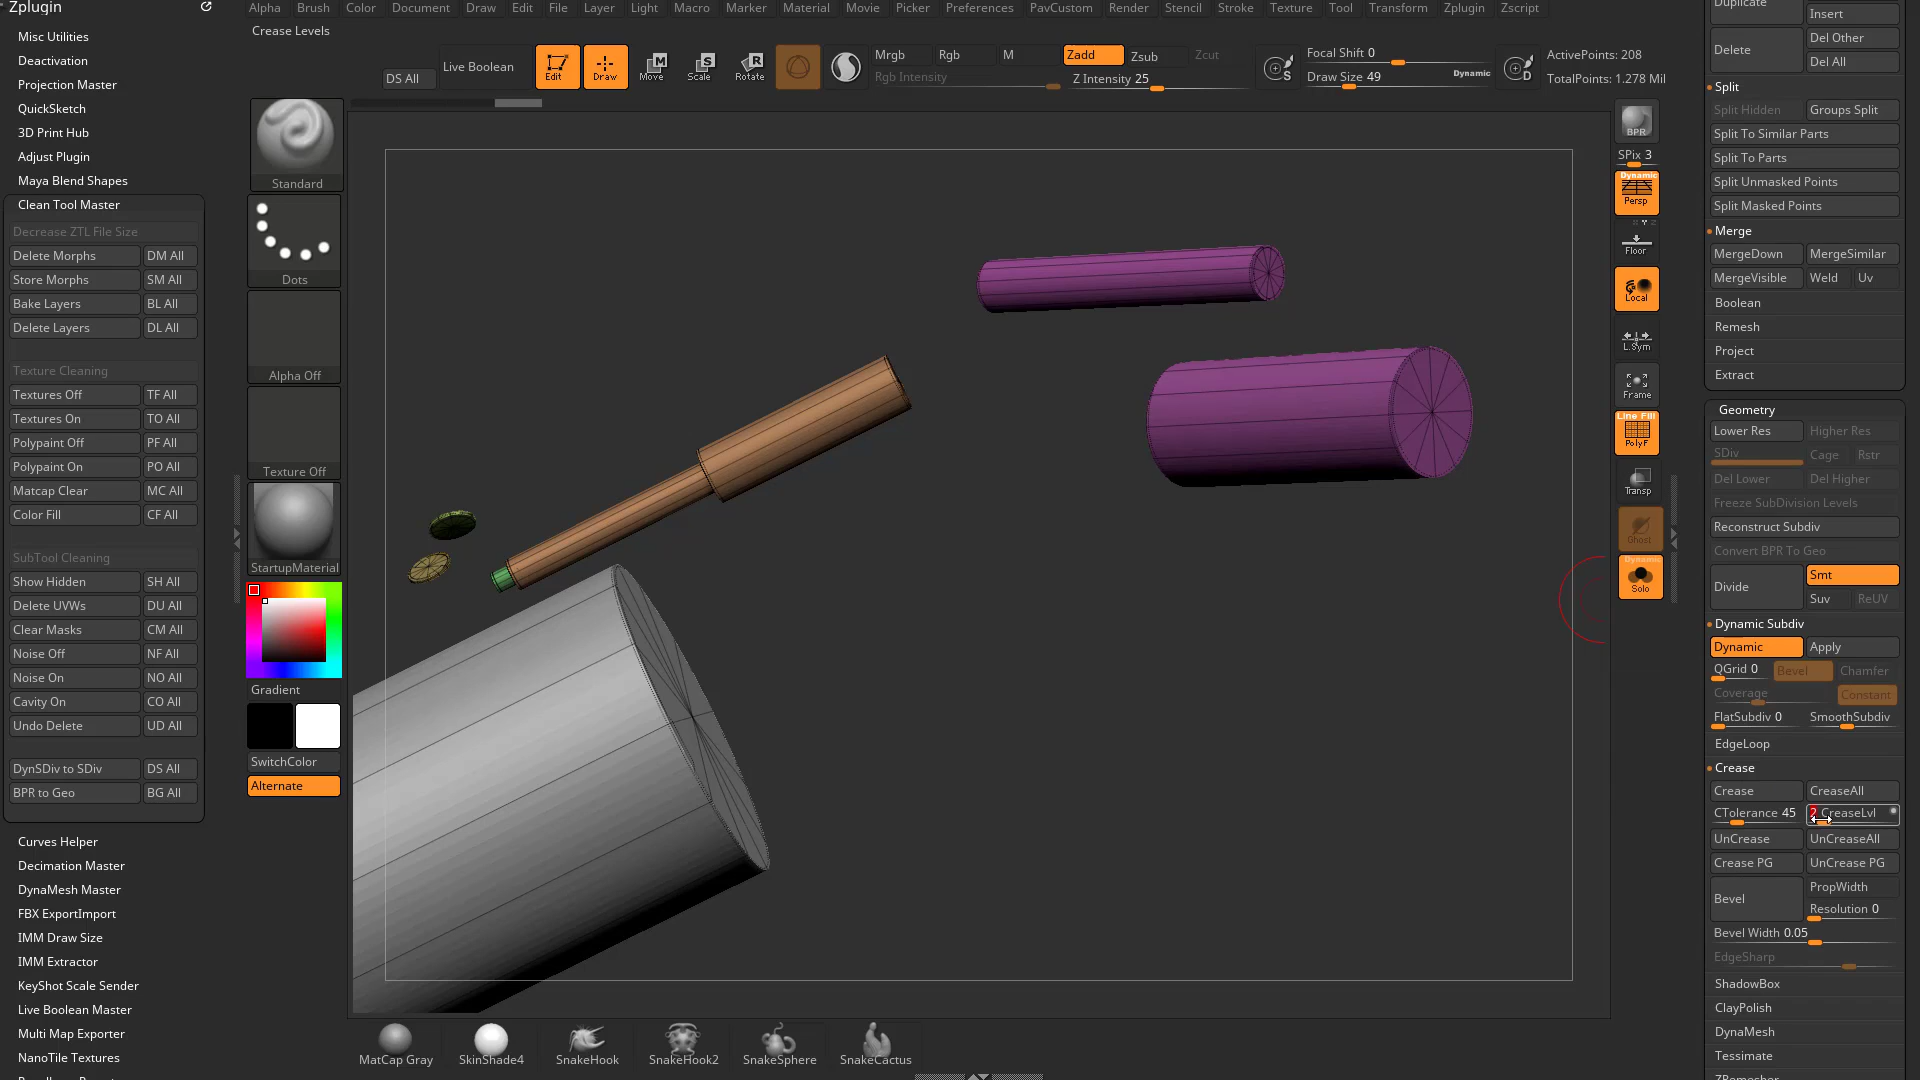 Zplugin
Misc Utilities
Deactivation
Projection Master
QuickSketch
3D Print Hub
Adjust Plugin
Maya Blend Shapes
Clean Tool Master
Decrease ZTL File Size
Delete Morphs DM All
Store Morphs SM All
Bake Layers BL All
Delete Layers DL All
Texture Cleaning
Textures Off TF All
Textures On TO All
Polypaint Off PF All
Polypaint On PO All
Matcap Clear MC All
Color Fill CF All
SubTool Cleaning
Show Hidden SH All
Delete UVWs DU All
Clear Masks CM All
Noise Off NF All
Noise On NO All
Cavity On CO All
Undo Delete UD All
DynSDiv to SDiv DS All
BPR to Geo BG All
Curves Helper
Decimation Master
DynaMesh Master
FBX ExportImport
IMM Draw Size
IMM Extractor
KeyShot Scale Sender
Live Boolean Master
Multi Map Exporter
NanoTile Textures
Alpha Brush Color Document Draw Edit File Layer Light Macro Marker Material Movie Picker Preferences PavCustom Render Stencil Stroke Texture Tool Transform Zplugin Zscript
Crease Levels
DS All
Live Boolean
Edit
Draw
Move
Scale
Rotate
Mrgb Rgb M
Rgb Intensity
Zadd Zsub Zcut
Z Intensity 25
S
Focal Shift 0
Draw Size 49 Dynamic
D
ActivePoints: 208
TotalPoints: 1.278 Mil
Standard
Dots
Alpha Off
Texture Off
StartupMaterial
Gradient
SwitchColor
Alternate
BPR
SPix 3
Dynamic
Persp
Floor
Local
L.Sym
Frame
Line Fill
PolyF
Transp
Ghost
Dynamic
Solo
MatCap Gray SkinShade4 SnakeHook SnakeHook2 SnakeSphere SnakeCactus
Duplicate Insert
Delete Del Other
Del All
Split
Split Hidden Groups Split
Split To Similar Parts
Split To Parts
Split Unmasked Points
Split Masked Points
Merge
MergeDown MergeSimilar
MergeVisible Weld Uv
Boolean
Remesh
Project
Extract
Geometry
Lower Res Higher Res
SDiv Cage Rstr
Del Lower Del Higher
Freeze SubDivision Levels
Reconstruct Subdiv
Convert BPR To Geo
Divide Smt
Suv ReUV
Dynamic Subdiv
Dynamic Apply
QGrid 0 Bevel Chamfer
Coverage Constant
FlatSubdiv 0 SmoothSubdiv
EdgeLoop
Crease
Crease CreaseAll
CTolerance 45 CreaseLvl
UnCrease UnCreaseAll
Crease PG UnCrease PG
Bevel PropWidth
Resolution 0
Bevel Width 0.05
EdgeSharp
ShadowBox
ClayPolish
DynaMesh
Tessimate